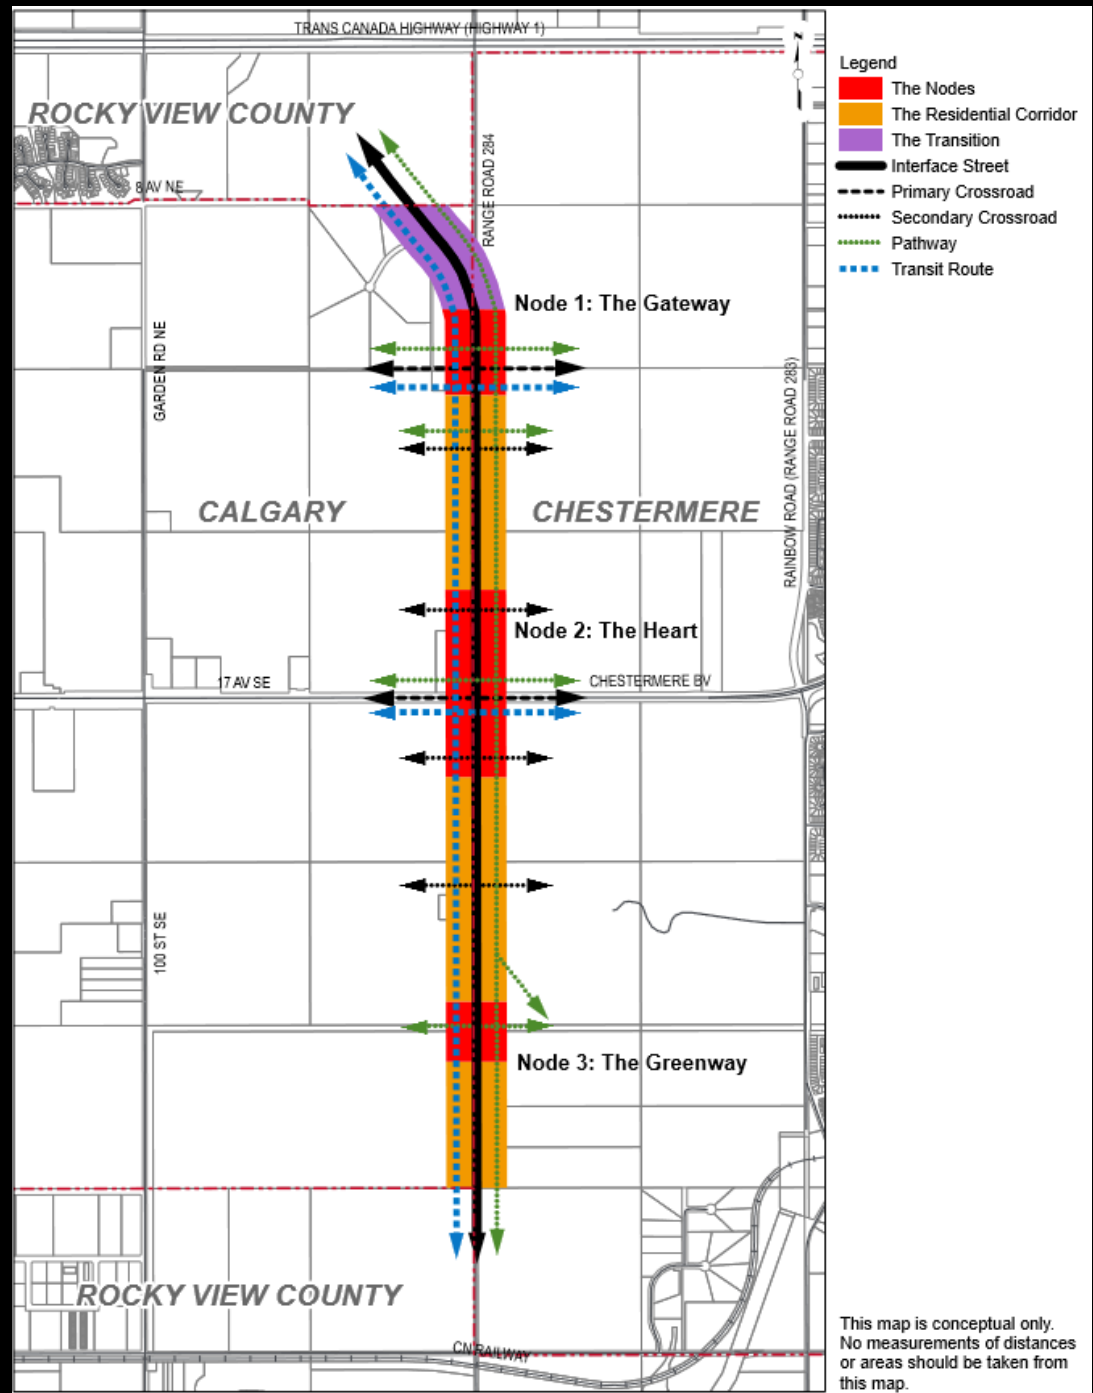 TRANS CANADA HIGHWAY (HIGHWAY 1)
N
Legend
The Nodes
The Residential Corridor
The Transition
Interface Street
Primary Crossroad
Secondary Crossroad
Pathway
Transit Route
ROCKY VIEW COUNTY
8 AV NE
RANGE ROAD 284
Node 1: The Gateway
GARDEN RD NE
RAINBOW ROAD (RANGE ROAD 283)
CALGARY
CHESTERMERE
Node 2: The Heart
17 AV SE
CHESTERMERE BV
100 ST SE
Node 3: The Greenway
ROCKY VIEW COUNTY
CN RAILWAY
This map is conceptual only.
No measurements of distances
or areas should be taken from
this map.